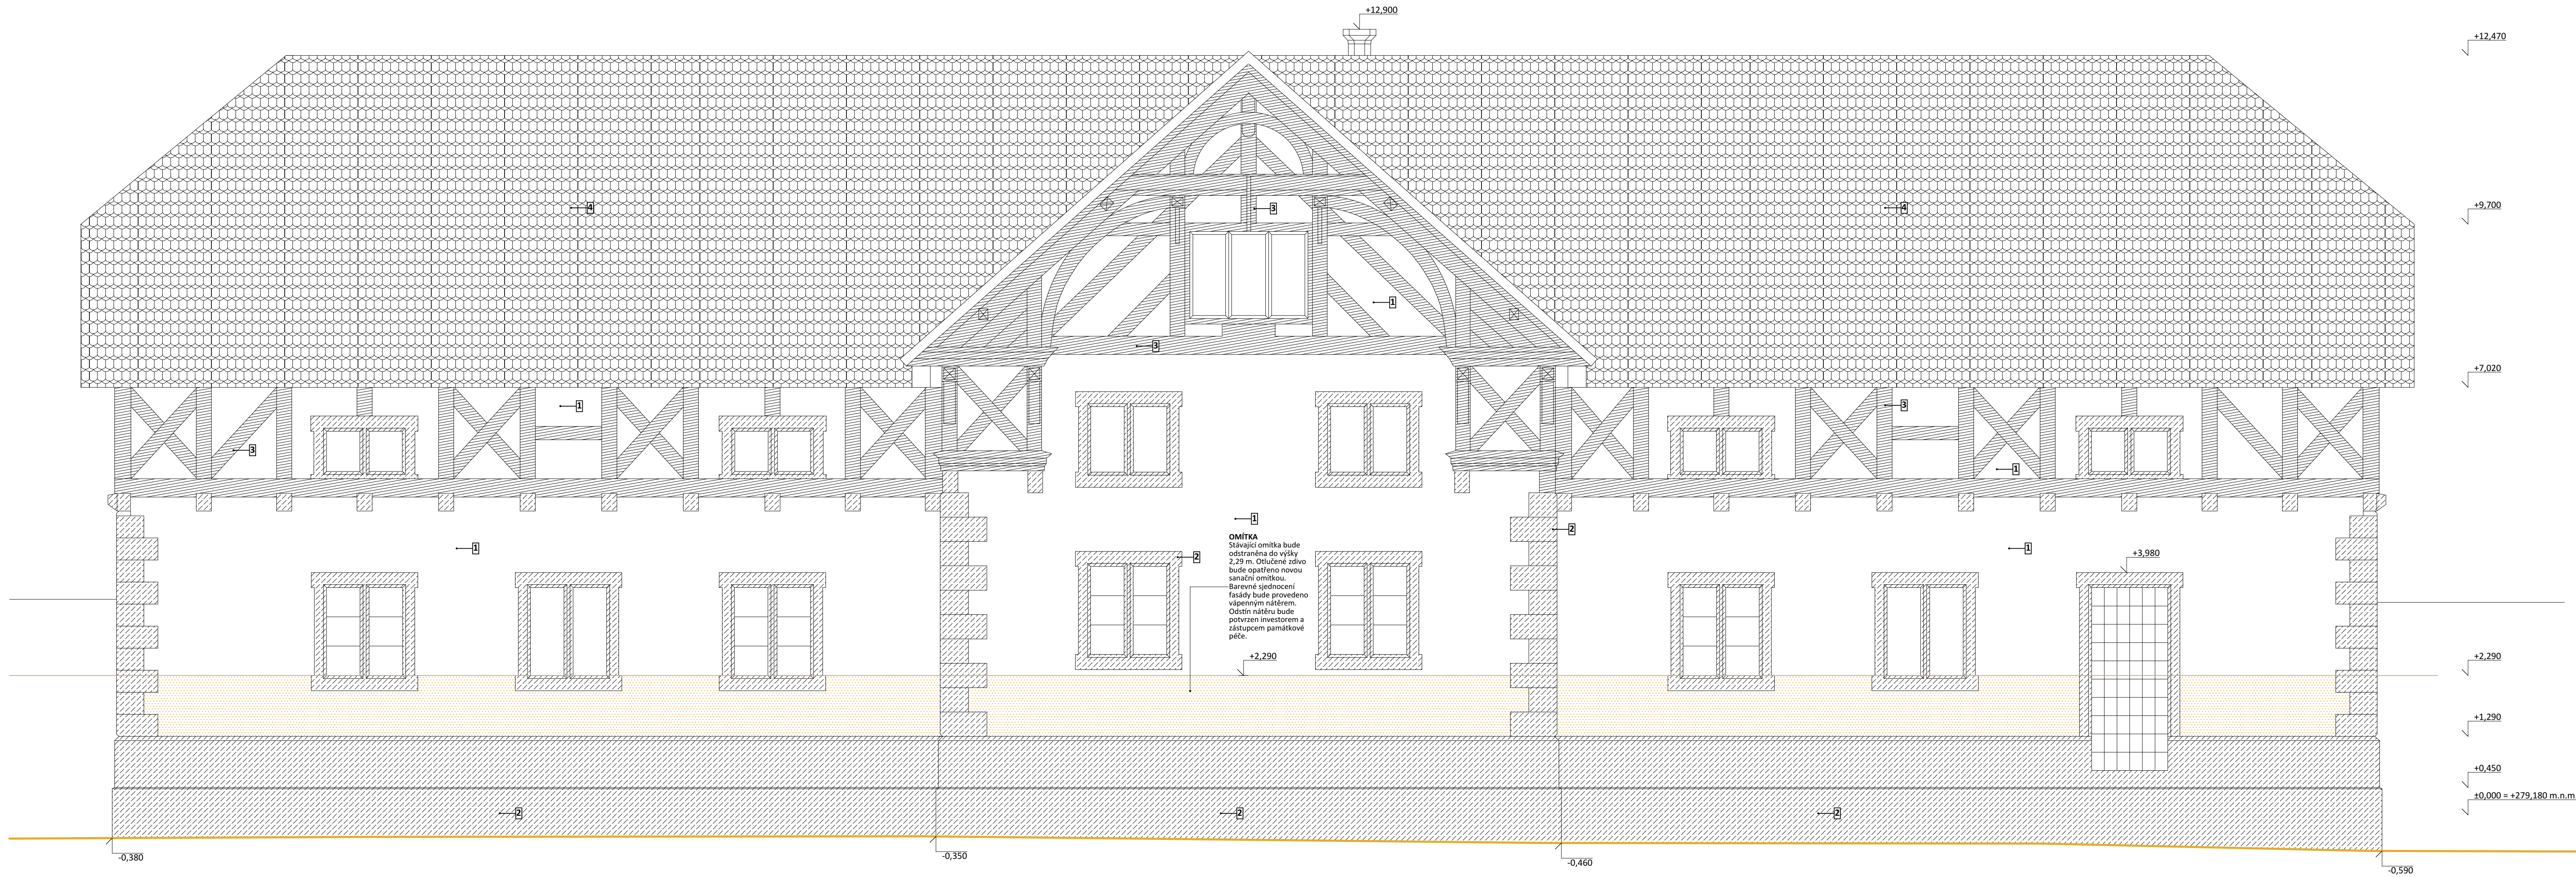 +12,900
+12,470
4
3
4
+9,700
1
3
+7,020
1
3
3
1
1
2
OMÍTKA
Stávající omítka bude
odstraněna do výšky
2,29 m. Otlučené zdivo
bude opatřeno novou
sanační omítkou.
Barevné sjednocení
fasády bude provedeno
vápenným nátěrem.
Odstín nátěru bude
potvrzen investorem a
zástupcem památkové
péče.
1
2
1
+3,980
+2,290
+2,290
+1,290
+0,450
±0,000 = +279,180 m.n.m
2
2
2
-0,380
-0,350
-0,460
-0,590